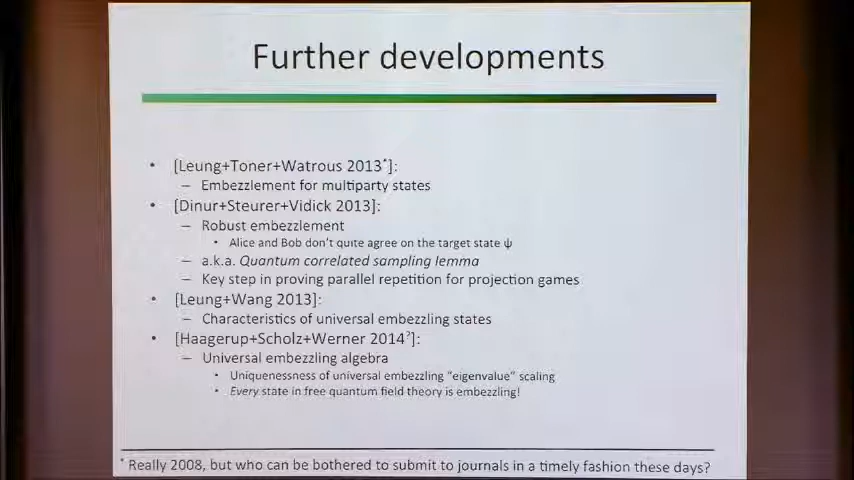 Further developments
• [Leung+Toner+Watrous 2013*]:
– Embezzlement for multiparty states
• [Dinur+Steurer+Vidick 2013]:
– Robust embezzlement
• Alice and Bob don't quite agree on the target state ψ
– a.k.a. Quantum correlated sampling lemma
– Key step in proving parallel repetition for projection games
• [Leung+Wang 2013]:
– Characteristics of universal embezzling states
• [Haagerup+Scholz+Werner 2014?]:
– Universal embezzling algebra
• Uniquenessness of universal embezzling "eigenvalue" scaling
• Every state in free quantum field theory is embezzling!
* Really 2008, but who can be bothered to submit to journals in a timely fashion these days?